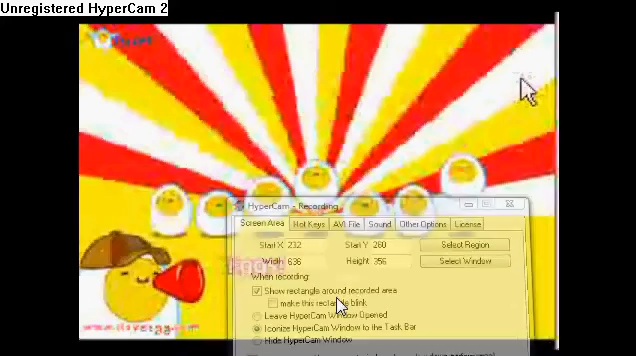 Unregistered HyperCam 2
HyperCam - Recording
Screen Area Hot Keys AVI File Sound Other Options License
Start X 232 Start Y 260 Select Region
Width 636 Height 356 Select Window
When recording:
Show rectangle around recorded area
make this rectangle blink
Leave HyperCam Window Opened
Iconize HyperCam Window to the Task Bar
Hide HyperCam Window